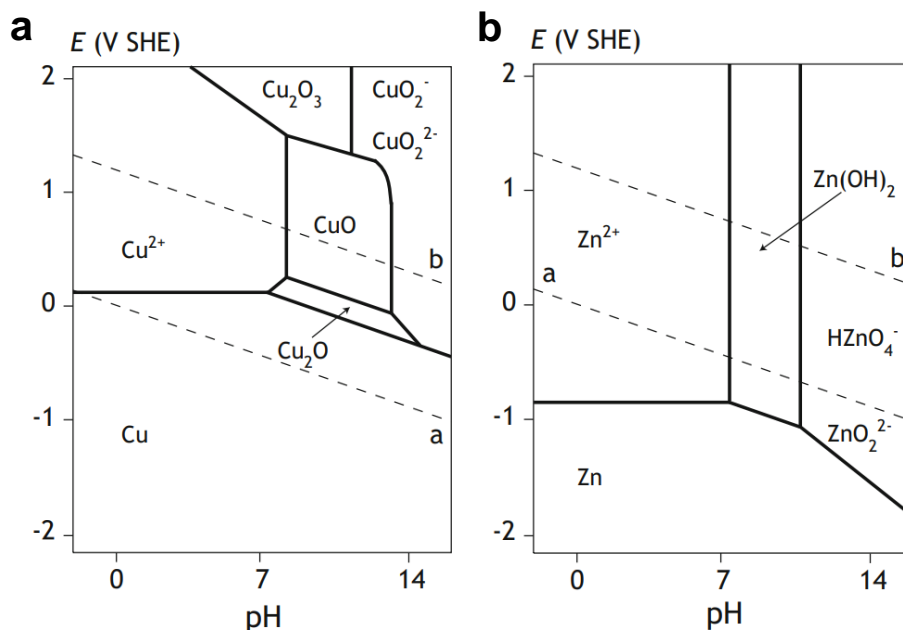 a
E (V SHE)
2
1
0
-1
-2
Cu₂O₃
CuO₂⁻
CuO₂²⁻
CuO
Cu²⁺
b
Cu₂O
Cu
a
0
7
14
pH
b
E (V SHE)
2
1
0
-1
-2
Zn(OH)₂
Zn²⁺
a
b
HZnO₄⁻
ZnO₂²⁻
Zn
0
7
14
pH